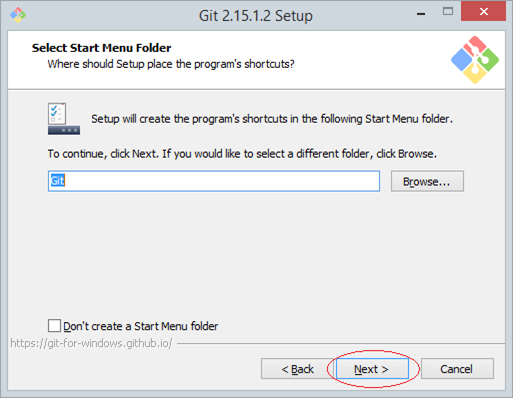 Git 2.15.1.2 Setup
Select Start Menu Folder
Where should Setup place the program's shortcuts?
Setup will create the program's shortcuts in the following Start Menu folder.
To continue, click Next. If you would like to select a different folder, click Browse.
Git
Browse...
Don't create a Start Menu folder
https://git-for-windows.github.io/
< Back
Next >
Cancel